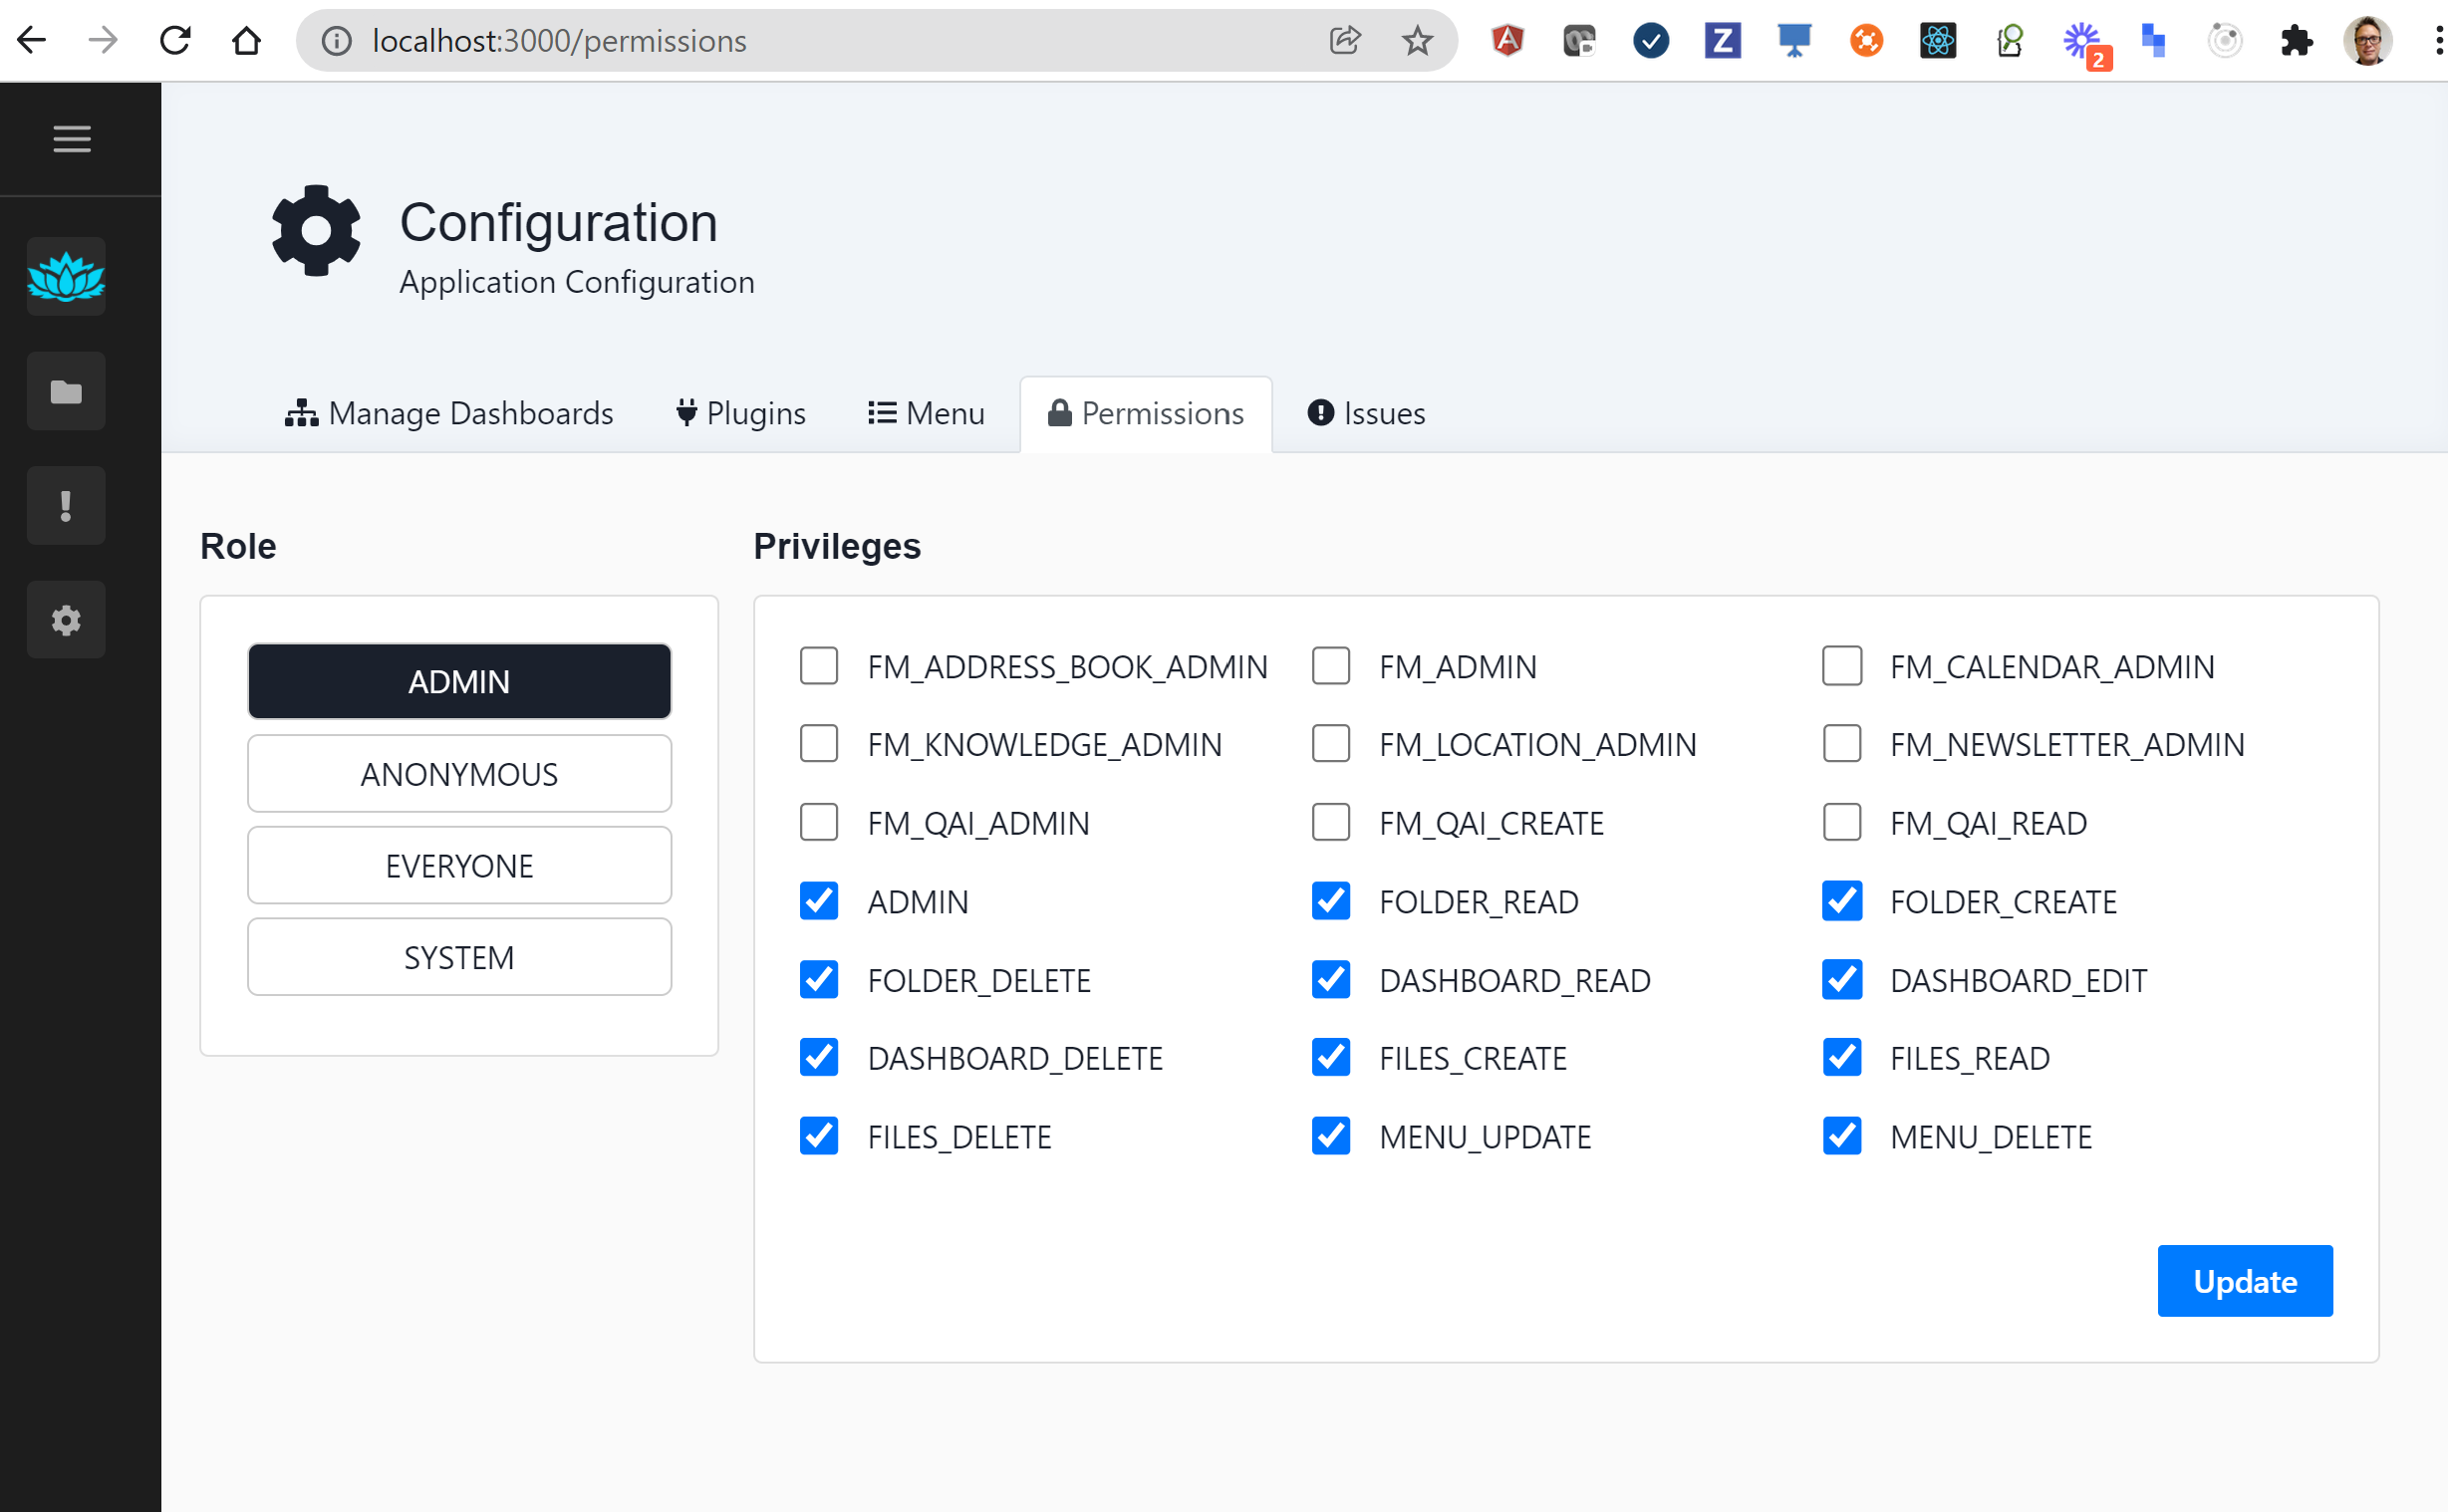 localhost:3000/permissions
2
Configuration
Application Configuration
Manage Dashboards Plugins Menu Permissions Issues
Role
ADMIN
ANONYMOUS
EVERYONE
SYSTEM
Privileges
FM_ADDRESS_BOOK_ADMIN FM_ADMIN FM_CALENDAR_ADMIN
FM_KNOWLEDGE_ADMIN FM_LOCATION_ADMIN FM_NEWSLETTER_ADMIN
FM_QAI_ADMIN FM_QAI_CREATE FM_QAI_READ
ADMIN FOLDER_READ FOLDER_CREATE
FOLDER_DELETE DASHBOARD_READ DASHBOARD_EDIT
DASHBOARD_DELETE FILES_CREATE FILES_READ
FILES_DELETE MENU_UPDATE MENU_DELETE
Update